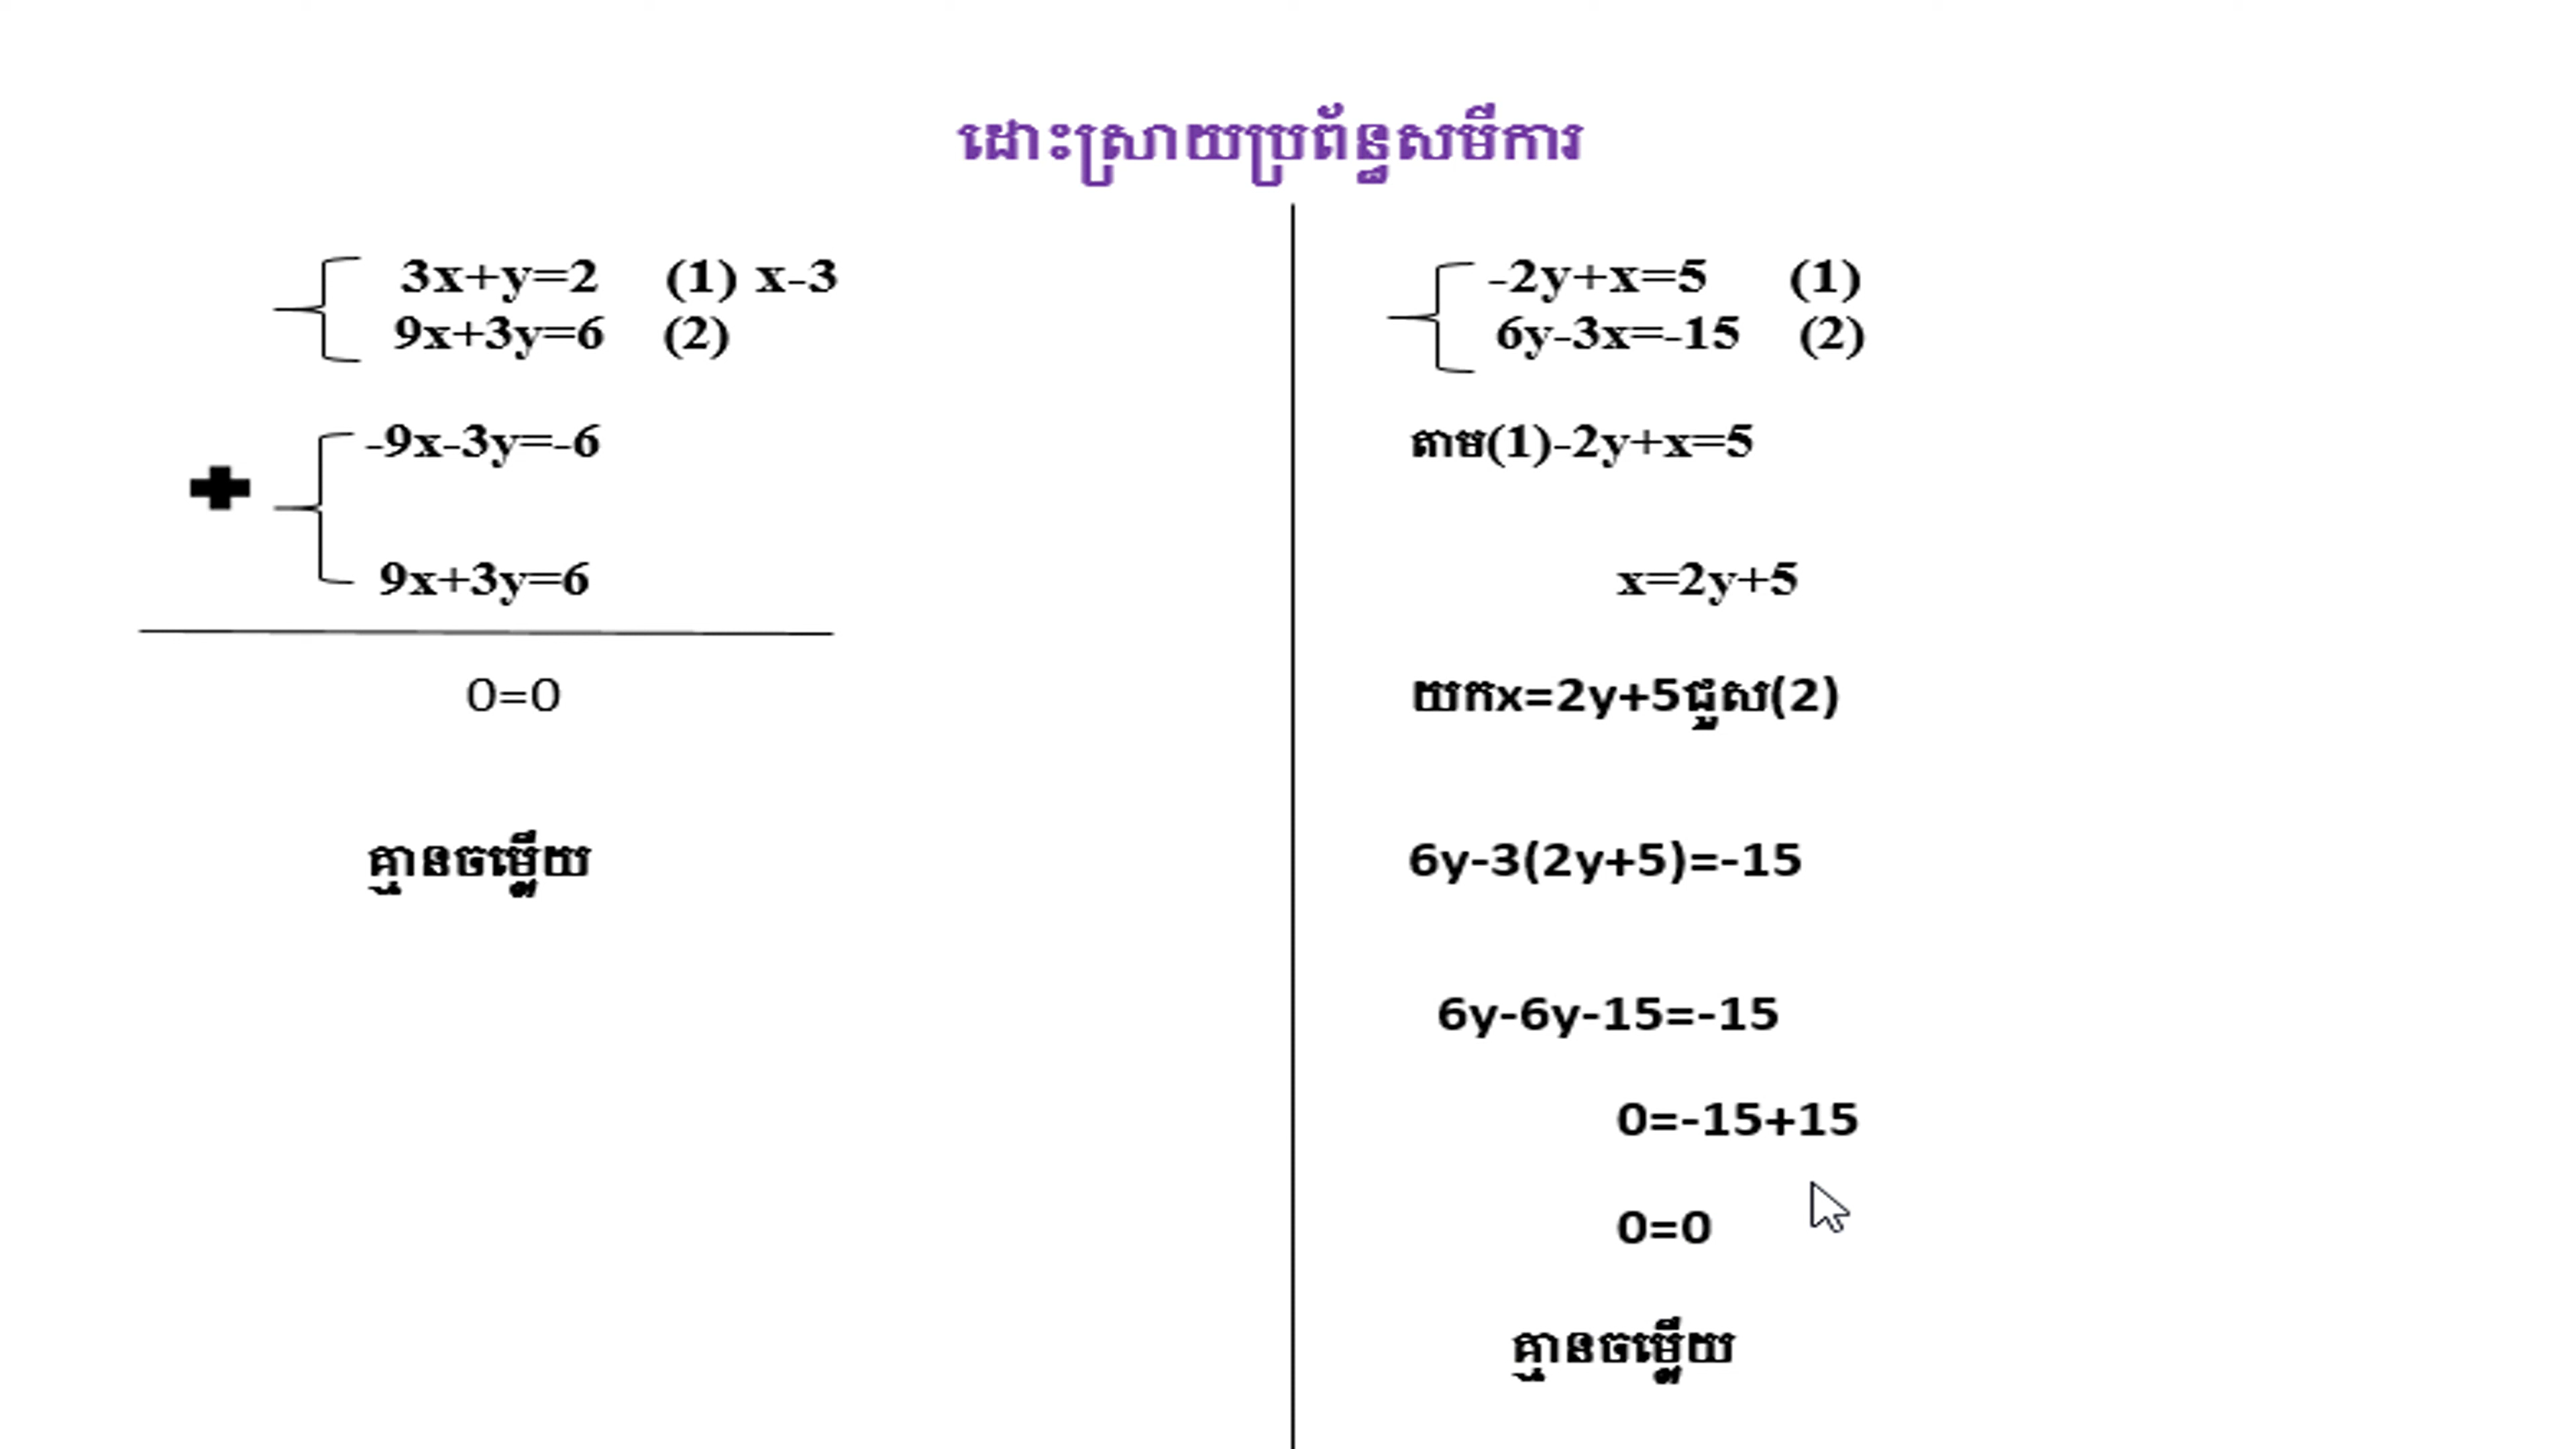 ដោះស្រាយប្រព័ន្ធសមីការ
3x+y=2 (1) x-3
9x+3y=6 (2)
-9x-3y=-6
9x+3y=6
0=0
គ្មានចម្លើយ
-2y+x=5 (1)
6y-3x=-15 (2)
តាម(1)-2y+x=5
x=2y+5
យកx=2y+5ជួស(2)
6y-3(2y+5)=-15
6y-6y-15=-15
0=-15+15
0=0
គ្មានចម្លើយ